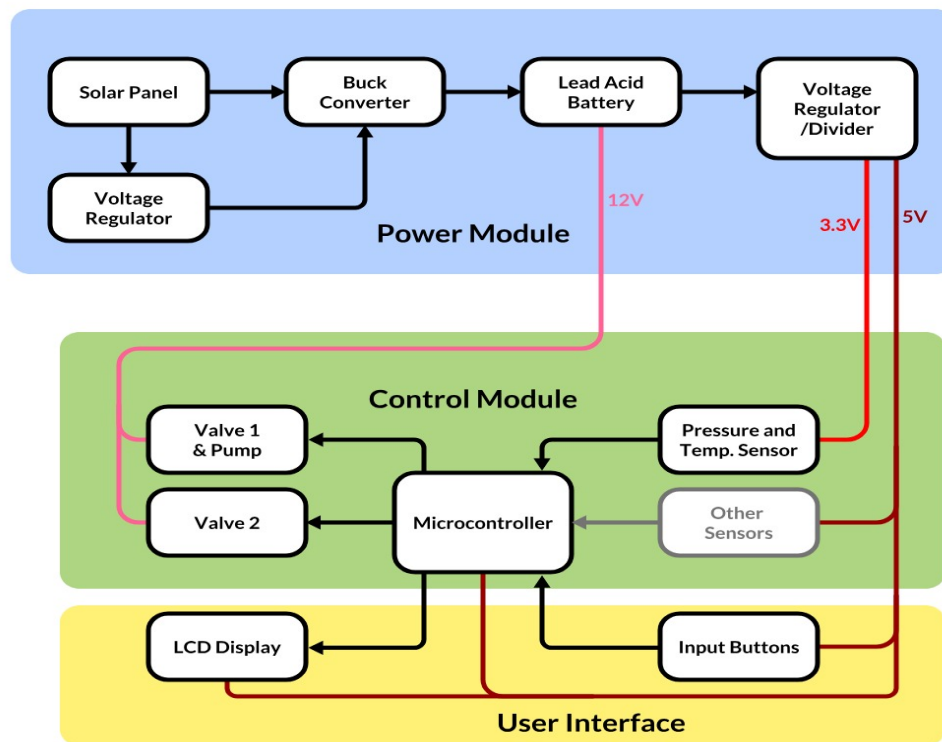 Solar Panel
Buck
Converter
Lead Acid
Battery
Voltage
Regulator
/Divider
Voltage
Regulator
12V
3.3V
5V
Power Module
Control Module
Valve 1
& Pump
Pressure and
Temp. Sensor
Valve 2
Microcontroller
Other
Sensors
LCD Display
Input Buttons
User Interface